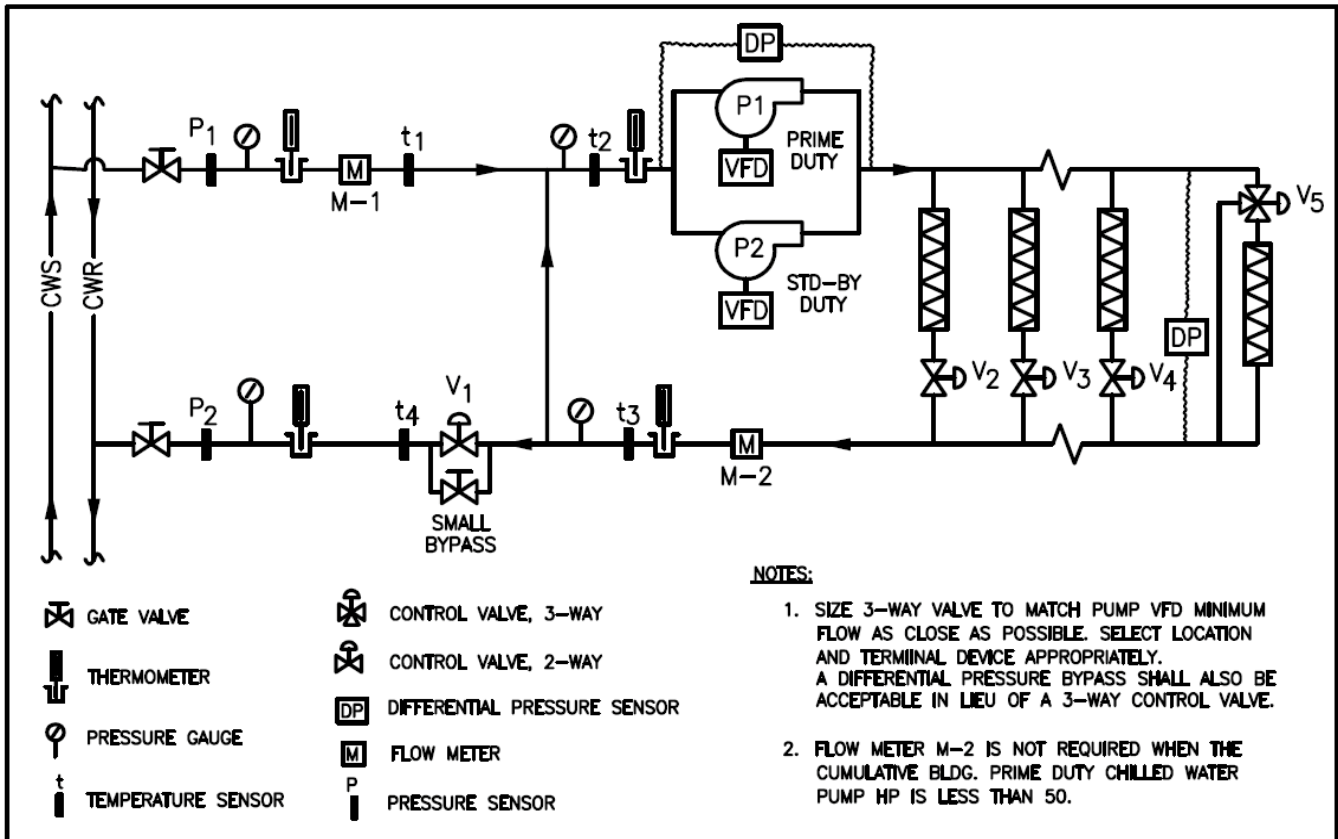 DP
P1
PRIME
DUTY
VFD
P2
STD-BY
DUTY
VFD
P1
M
M-1
t1
t2
CWS
CWR
V5
DP
V2
V3
V4
P2
t4
V1
t3
M
M-2
SMALL
BYPASS
GATE VALVE
THERMOMETER
PRESSURE GAUGE
t
TEMPERATURE SENSOR
CONTROL VALVE, 3-WAY
CONTROL VALVE, 2-WAY
DP DIFFERENTIAL PRESSURE SENSOR
M FLOW METER
P
PRESSURE SENSOR
NOTES:
1. SIZE 3-WAY VALVE TO MATCH PUMP VFD MINIMUM
FLOW AS CLOSE AS POSSIBLE. SELECT LOCATION
AND TERMIINAL DEVICE APPROPRIATELY.
A DIFFERENTIAL PRESSURE BYPASS SHALL ALSO BE
ACCEPTABLE IN LIEU OF A 3-WAY CONTROL VALVE.
2. FLOW METER M-2 IS NOT REQUIRED WHEN THE
CUMULATIVE BLDG. PRIME DUTY CHILLED WATER
PUMP HP IS LESS THAN 50.